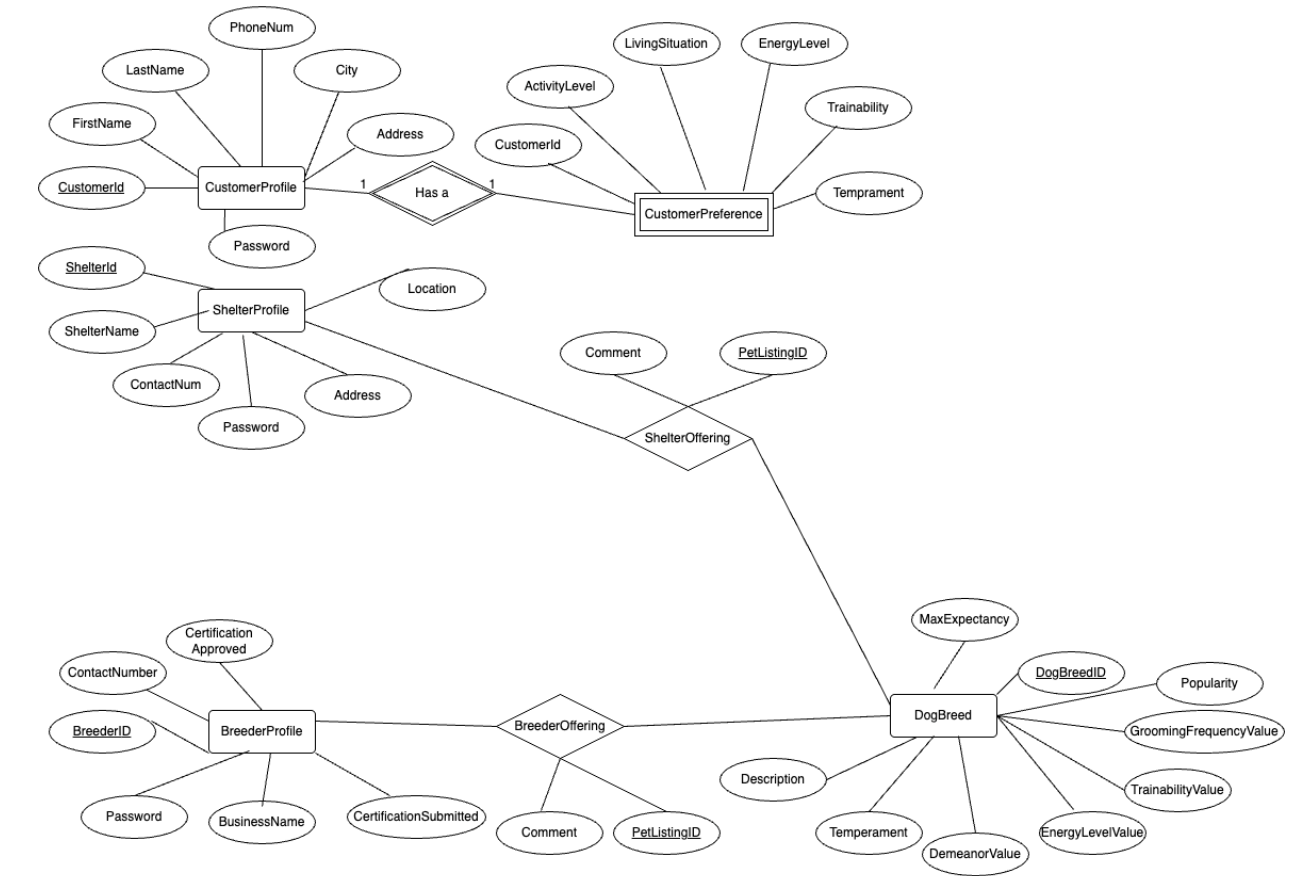 PhoneNum
LastName
City
FirstName
Address
CustomerId
CustomerProfile
Password
1
Has a
1
LivingSituation
EnergyLevel
ActivityLevel
Trainability
CustomerId
CustomerPreference
Temprament
ShelterId
ShelterProfile
Location
ShelterName
ContactNum
Address
Password
Comment
PetListingID
ShelterOffering
Certification
Approved
ContactNumber
BreederID
BreederProfile
Password
BusinessName
CertificationSubmitted
BreederOffering
Comment
PetListingID
MaxExpectancy
DogBreedID
Popularity
DogBreed
GroomingFrequencyValue
Description
TrainabilityValue
Temperament
EnergyLevelValue
DemeanorValue